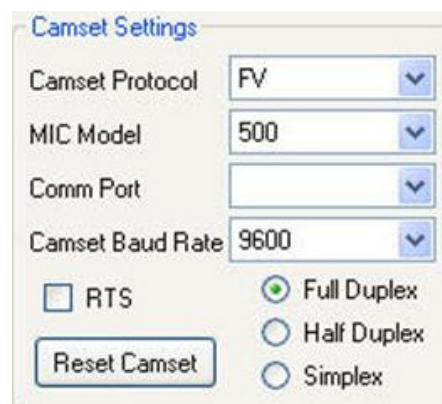 Camset Settings
Camset Protocol FV
MIC Model 500
Comm Port
Camset Baud Rate 9600
RTS Full Duplex
Half Duplex
Reset Camset
Simplex